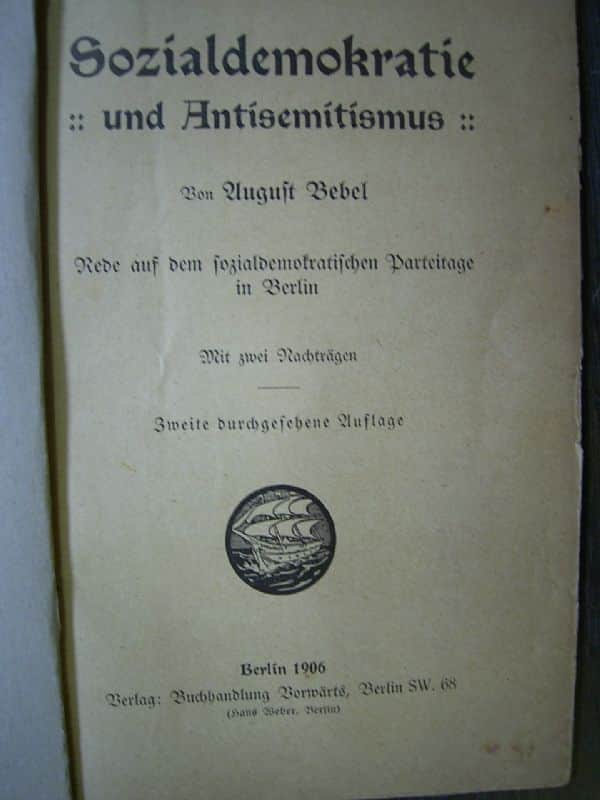 Sozialdemokratie
:: und Antisemitismus ::
Von August Bebel
Rede auf dem sozialdemokratischen Parteitage
in Berlin
Mit zwei Nachträgen
Zweite durchgesehene Auflage
Berlin 1906
Verlag: Buchhandlung Vorwärts, Berlin SW. 68
(Hans Weber, Berlin)